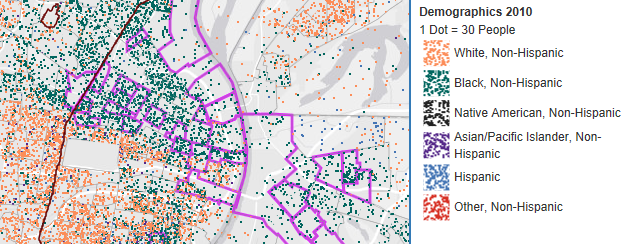 Demographics 2010
1 Dot = 30 People
White, Non-Hispanic
Black, Non-Hispanic
Native American, Non-Hispanic
Asian/Pacific Islander, Non-
Hispanic
Hispanic
Other, Non-Hispanic